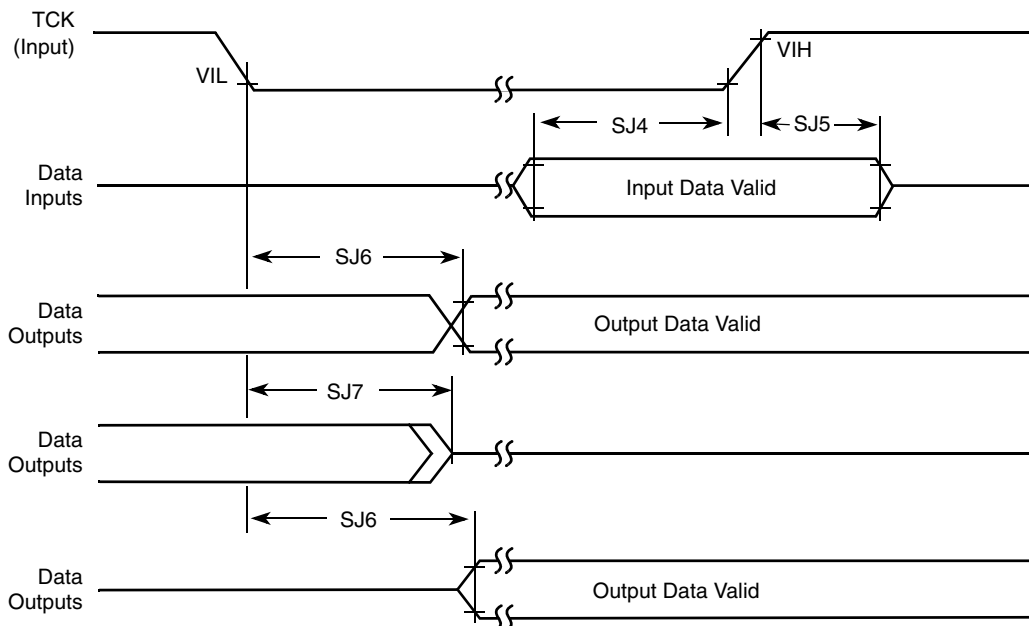 TCK
(Input)
VIL
VIH
SJ4
SJ5
Data
Inputs
Input Data Valid
SJ6
Data
Outputs
Output Data Valid
SJ7
Data
Outputs
SJ6
Data
Outputs
Output Data Valid